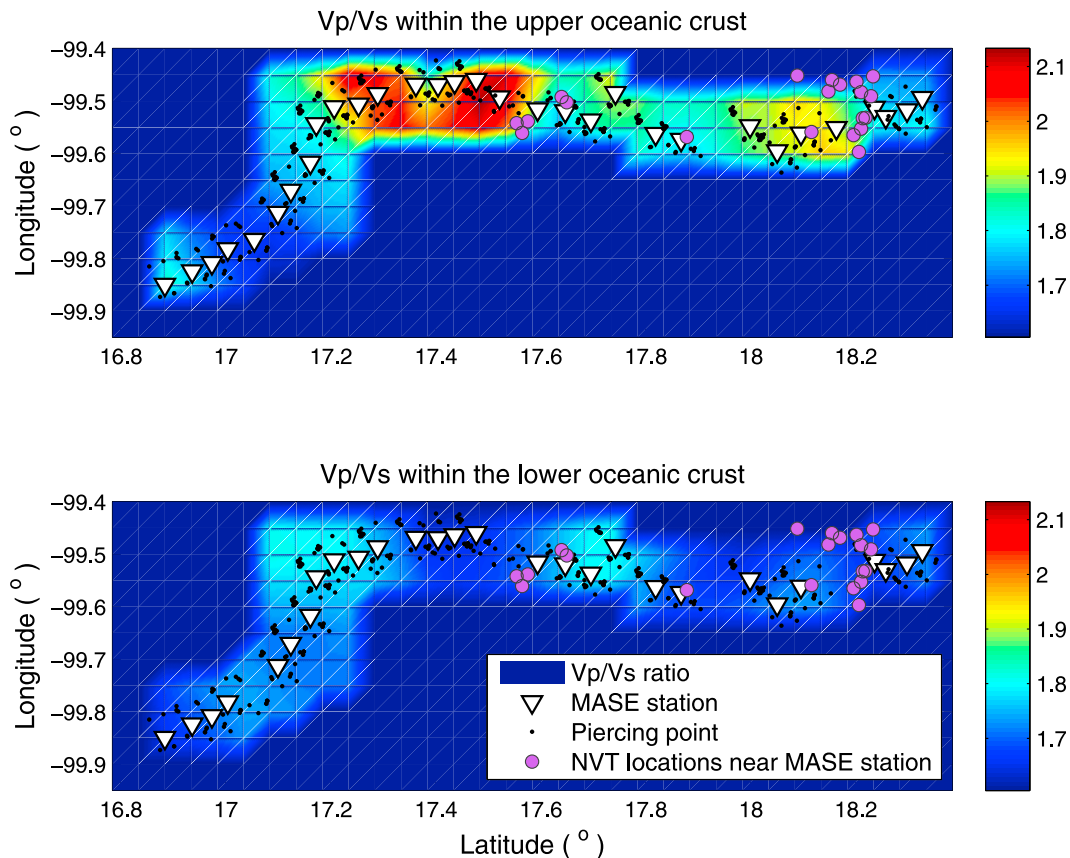 Vp/Vs within the upper oceanic crust
−99.4
−99.5
−99.6
−99.7
−99.8
−99.9
Longitude ( o )
16.8 17 17.2 17.4 17.6 17.8 18 18.2
2.1
2
1.9
1.8
1.7
Vp/Vs within the lower oceanic crust
−99.4
−99.5
−99.6
−99.7
−99.8
−99.9
Longitude ( o )
Vp/Vs ratio
MASE station
Piercing point
NVT locations near MASE station
16.8 17 17.2 17.4 17.6 17.8 18 18.2
Latitude ( o )
2.1
2
1.9
1.8
1.7